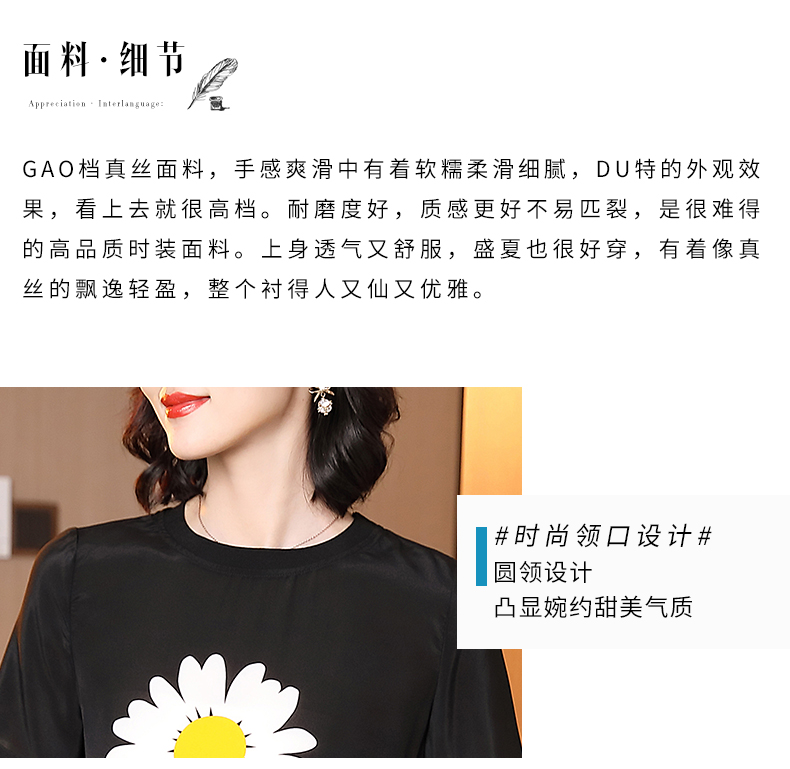 面料·细节
Appreciation · Interlanguage:
GAO档真丝面料，手感爽滑中有着软糯柔滑细腻，DU特的外观效
果，看上去就很高档。耐磨度好，质感更好不易匹裂，是很难得
的高品质时装面料。上身透气又舒服，盛夏也很好穿，有着像真
丝的飘逸轻盈，整个衬得人又仙又优雅。
#时尚领口设计#
圆领设计
凸显婉约甜美气质